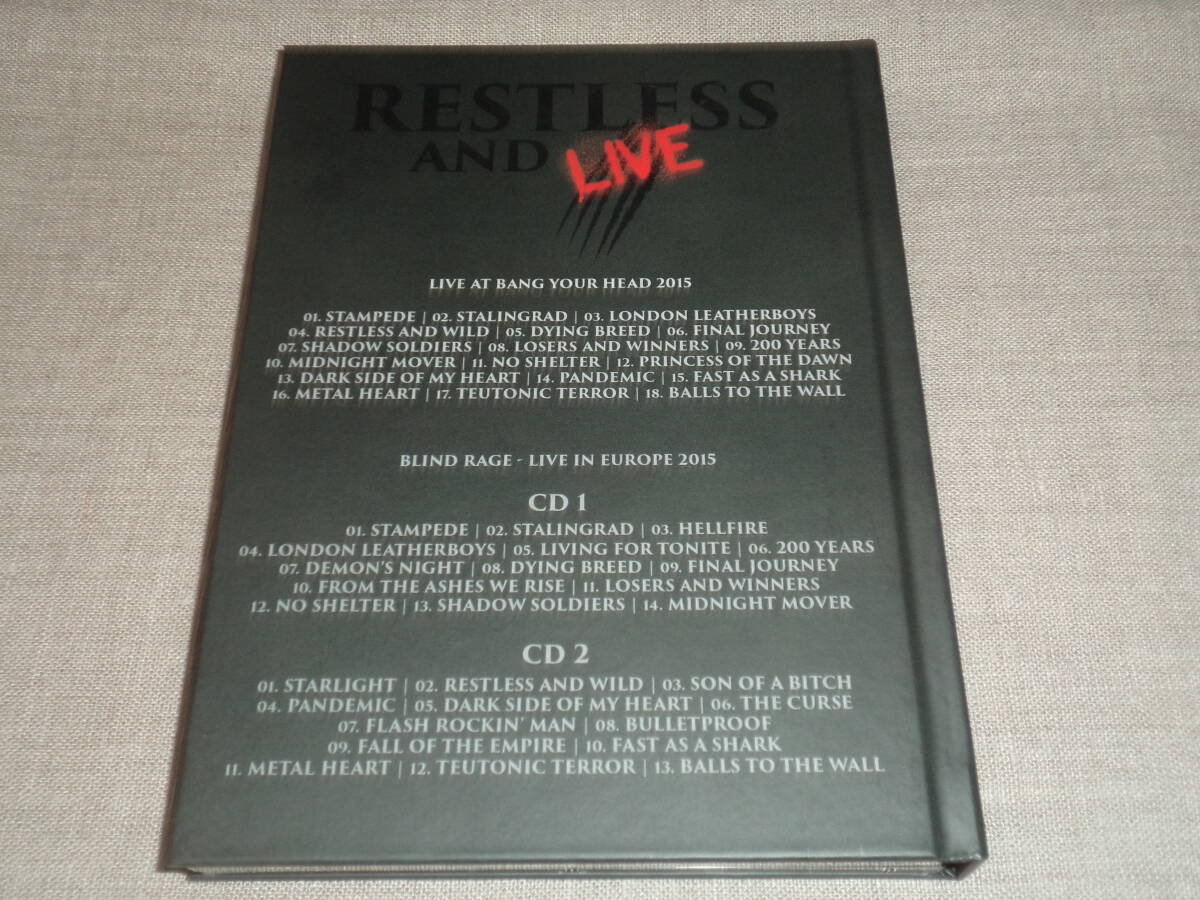 RESTLESS
AND LIVE
LIVE AT BANG YOUR HEAD 2015
01. STAMPEDE | 02. STALINGRAD | 03. LONDON LEATHERBOYS
04. RESTLESS AND WILD | 05. DYING BREED | 06. FINAL JOURNEY
07. SHADOW SOLDIERS | 08. LOSERS AND WINNERS | 09. 200 YEARS
10. MIDNIGHT MOVER | 11. NO SHELTER | 12. PRINCESS OF THE DAWN
13. DARK SIDE OF MY HEART | 14. PANDEMIC | 15. FAST AS A SHARK
16. METAL HEART | 17. TEUTONIC TERROR | 18. BALLS TO THE WALL
BLIND RAGE - LIVE IN EUROPE 2015
CD 1
01. STAMPEDE | 02. STALINGRAD | 03. HELLFIRE
04. LONDON LEATHERBOYS | 05. LIVING FOR TONITE | 06. 200 YEARS
07. DEMON'S NIGHT | 08. DYING BREED | 09. FINAL JOURNEY
10. FROM THE ASHES WE RISE | 11. LOSERS AND WINNERS
12. NO SHELTER | 13. SHADOW SOLDIERS | 14. MIDNIGHT MOVER
CD 2
01. STARLIGHT | 02. RESTLESS AND WILD | 03. SON OF A BITCH
04. PANDEMIC | 05. DARK SIDE OF MY HEART | 06. THE CURSE
07. FLASH ROCKIN' MAN | 08. BULLETPROOF
09. FALL OF THE EMPIRE | 10. FAST AS A SHARK
11. METAL HEART | 12. TEUTONIC TERROR | 13. BALLS TO THE WALL